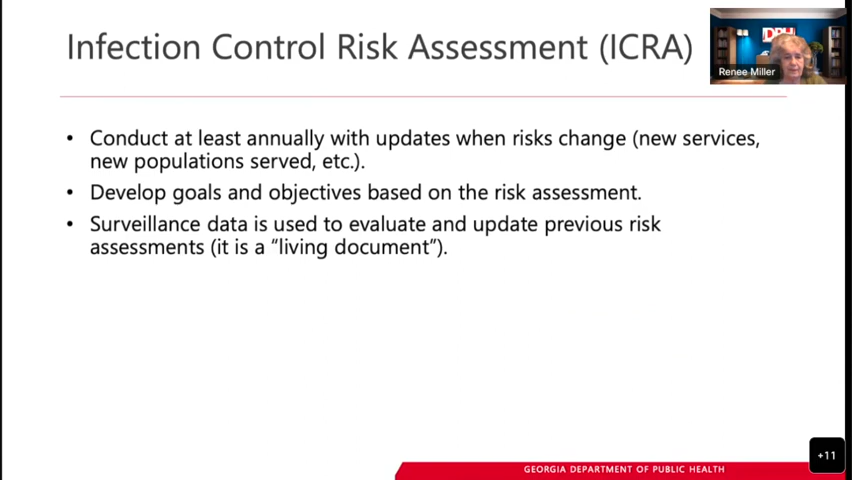 Infection Control Risk Assessment (ICRA)
DPH
Renee Miller
• Conduct at least annually with updates when risks change (new services,
new populations served, etc.).
• Develop goals and objectives based on the risk assessment.
• Surveillance data is used to evaluate and update previous risk
assessments (it is a “living document”).
+11
GEORGIA DEPARTMENT OF PUBLIC HEALTH